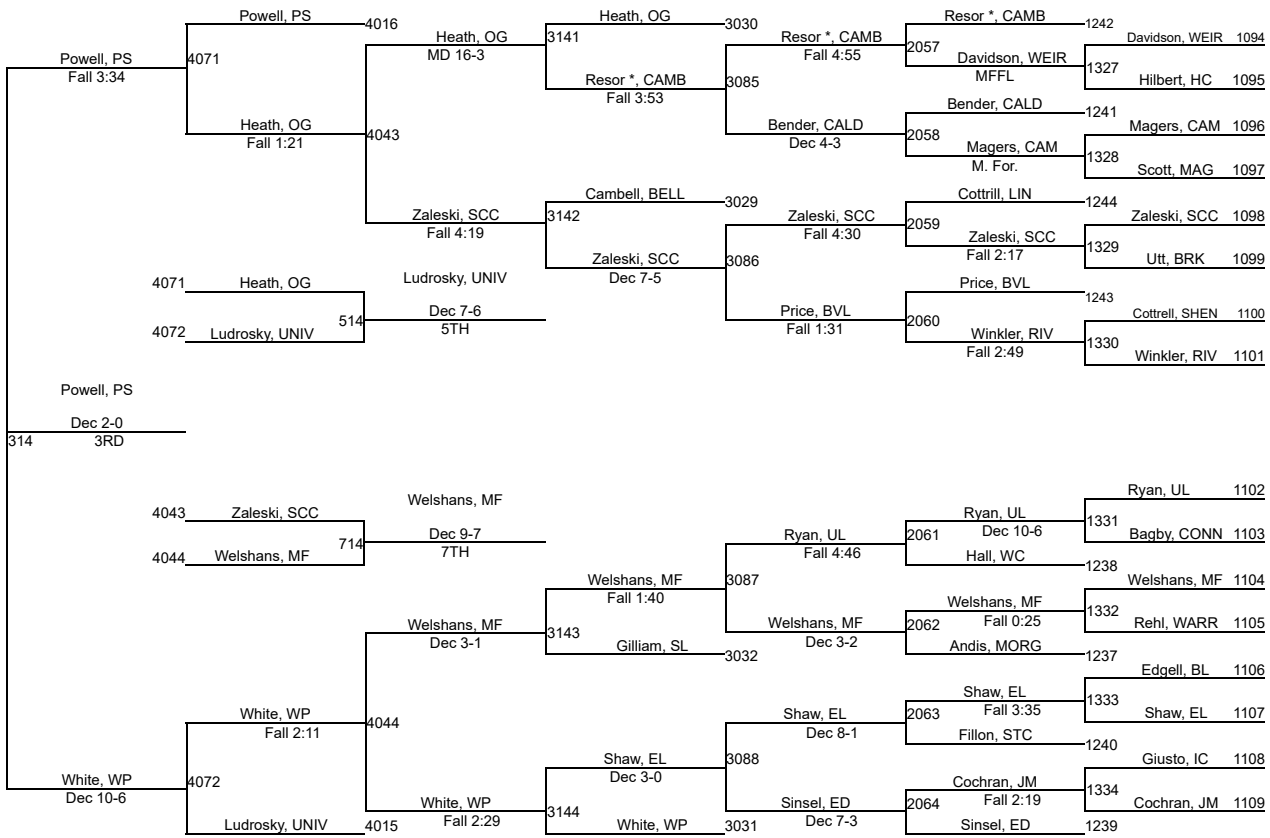 Powell, PS
4016
Heath, OG
3030
Resor *, CAMB
1242
Powell, PS
Fall 3:34
4071
Heath, OG
MD 16-3
3141
Resor *, CAMB
Fall 4:55
2057
Davidson, WEIR 1094
Davidson, WEIR
MFFL
1327
Hilbert, HC 1095
Resor *, CAMB
Fall 3:53
3085
Heath, OG
Fall 1:21
4043
Bender, CALD
Dec 4-3
2058
Bender, CALD
1241
Magers, CAM 1096
Magers, CAM
M. For.
1328
Scott, MAG 1097
Zaleski, SCC
Fall 4:19
3142
Cambell, BELL
3029
Zaleski, SCC
Fall 4:30
2059
Cottrill, LIN
1244
Zaleski, SCC 1098
Zaleski, SCC
Fall 2:17
1329
Utt, BRK 1099
Zaleski, SCC
Dec 7-5
3086
4071 Heath, OG
514
4072 Ludrosky, UNIV
Ludrosky, UNIV
Dec 7-6
5TH
Price, BVL
Fall 1:31
2060
Price, BVL
1243
Cottrell, SHEN 1100
Winkler, RIV
Fall 2:49
1330
Winkler, RIV 1101
Powell, PS
Dec 2-0
314 3RD
4043 Zaleski, SCC
714
4044 Welshans, MF
Welshans, MF
Dec 9-7
7TH
Ryan, UL
Fall 4:46
2061
Ryan, UL
Dec 10-6
1331
Ryan, UL 1102
Bagby, CONN 1103
Hall, WC
1238
Welshans, MF
Fall 1:40
3087
Welshans, MF
Dec 3-1
3143
Gilliam, SL
3032
Welshans, MF
Dec 3-2
2062
Welshans, MF
Fall 0:25
1332
Welshans, MF 1104
Rehl, WARR 1105
Andis, MORG
1237
White, WP
Fall 2:11
4044
Shaw, EL
Dec 8-1
2063
Shaw, EL
Fall 3:35
1333
Edgell, BL 1106
Shaw, EL 1107
Fillon, STC
1240
White, WP
Dec 10-6
4072
Shaw, EL
Dec 3-0
3088
White, WP
Fall 2:29
3144
Sinsel, ED
Dec 7-3
2064
Cochran, JM
Fall 2:19
1334
Giusto, IC 1108
Cochran, JM 1109
Ludrosky, UNIV
4015
White, WP
3031
Sinsel, ED
1239